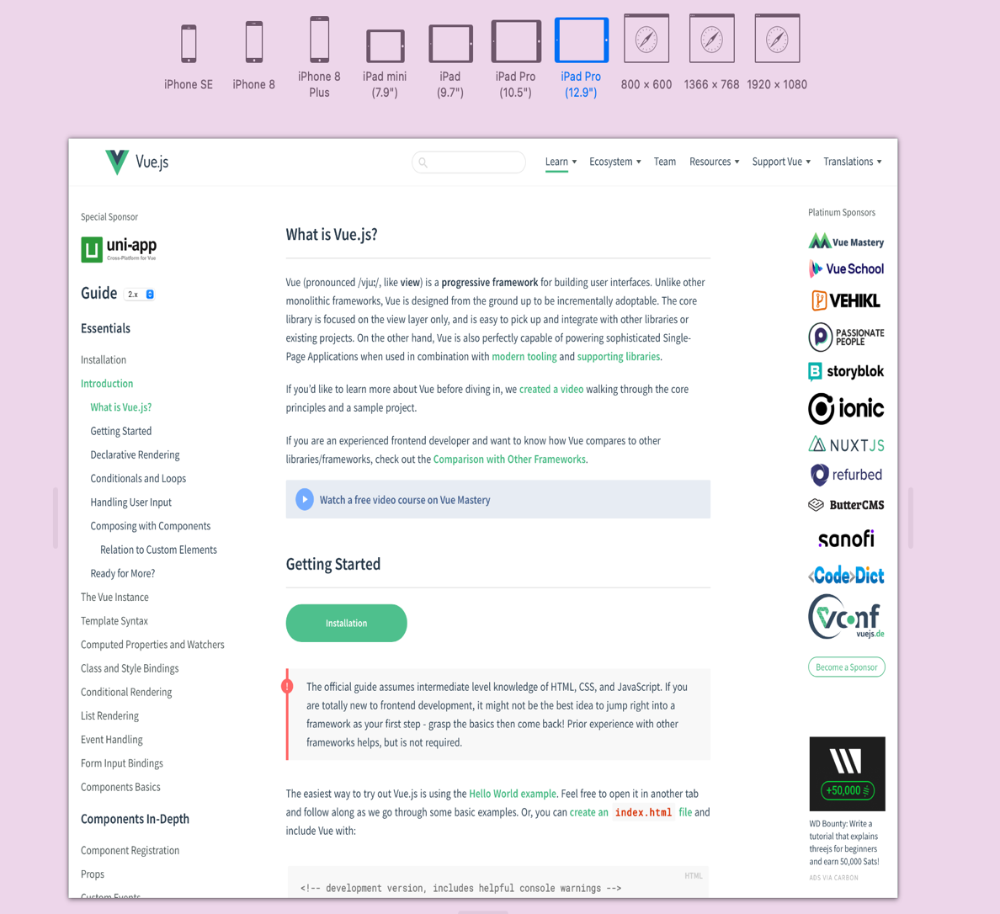 iPhone SE
iPhone 8
iPhone 8
Plus
iPad mini
(7.9")
iPad
(9.7")
iPad Pro
(10.5")
iPad Pro
(12.9")
800 × 600
1366 × 768
1920 × 1080
Vue.js
Learn
Ecosystem
Team
Resources
Support Vue
Translations
Special Sponsor
uni-app
Cross-Platform for Vue
Guide 2.x
Essentials
Installation
Introduction
What is Vue.js?
Getting Started
Declarative Rendering
Conditionals and Loops
Handling User Input
Composing with Components
Relation to Custom Elements
Ready for More?
The Vue Instance
Template Syntax
Computed Properties and Watchers
Class and Style Bindings
Conditional Rendering
List Rendering
Event Handling
Form Input Bindings
Components Basics
Components In-Depth
Component Registration
Props
Custom Events
What is Vue.js?
Vue (pronounced /vjuː/, like view) is a progressive framework for building user interfaces. Unlike other
monolithic frameworks, Vue is designed from the ground up to be incrementally adoptable. The core
library is focused on the view layer only, and is easy to pick up and integrate with other libraries or
existing projects. On the other hand, Vue is also perfectly capable of powering sophisticated Single-
Page Applications when used in combination with modern tooling and supporting libraries.
If you'd like to learn more about Vue before diving in, we created a video walking through the core
principles and a sample project.
If you are an experienced frontend developer and want to know how Vue compares to other
libraries/frameworks, check out the Comparison with Other Frameworks.
Watch a free video course on Vue Mastery
Getting Started
Installation
!
The official guide assumes intermediate level knowledge of HTML, CSS, and JavaScript. If you
are totally new to frontend development, it might not be the best idea to jump right into a
framework as your first step - grasp the basics then come back! Prior experience with other
frameworks helps, but is not required.
The easiest way to try out Vue.js is using the Hello World example. Feel free to open it in another tab
and follow along as we go through some basic examples. Or, you can create an index.html file and
include Vue with:
HTML
<!-- development version, includes helpful console warnings -->
Platinum Sponsors
Vue Mastery
Vue School
VEHIKL
PASSIONATE
PEOPLE
storyblok
ionic
NUXTJS
refurbed
ButterCMS
sanofi
<Code>Dict
vconf
vuejs.de
Become a Sponsor
+50,000
WD Bounty: Write a
tutorial that explains
threejs for beginners
and earn 50,000 Sats!
ADS VIA CARBON